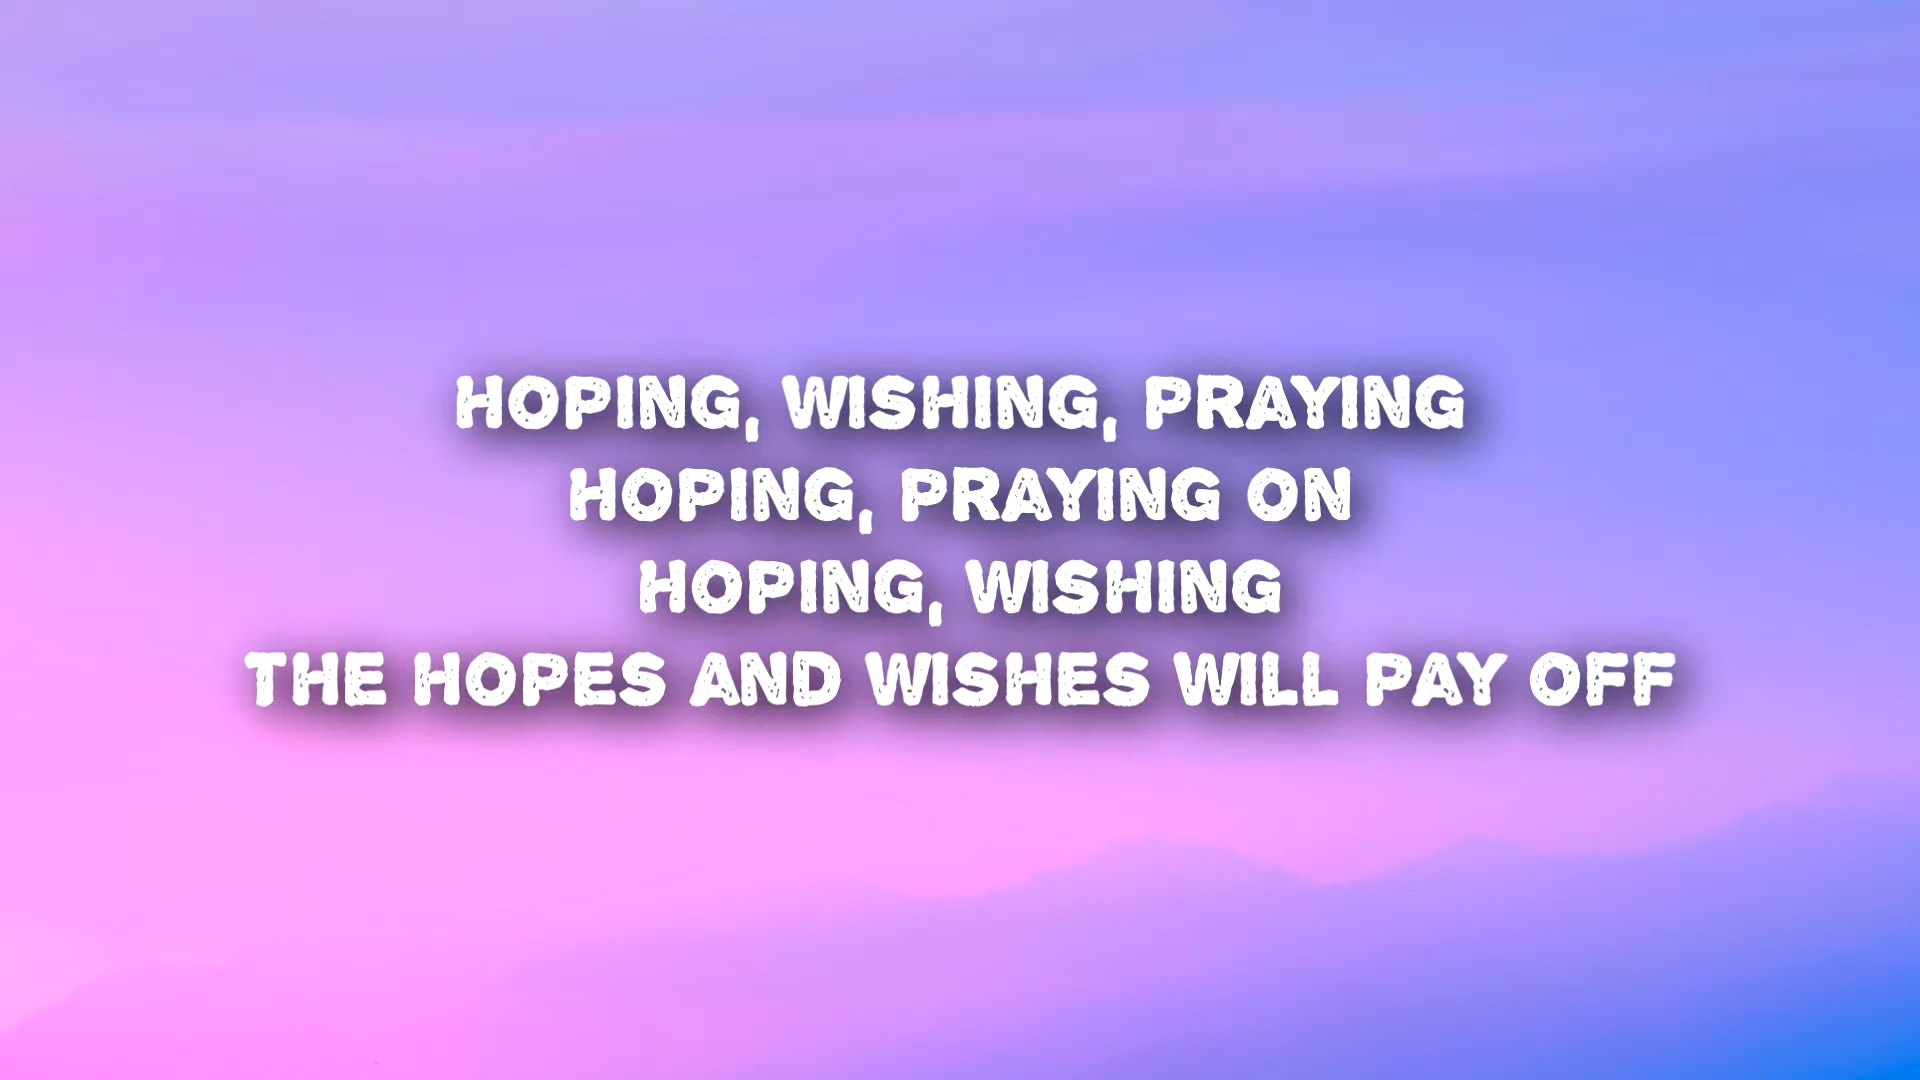 HOPING, WISHING, PRAYING
HOPING, PRAYING ON
HOPING, WISHING
THE HOPES AND WISHES WILL PAY OFF